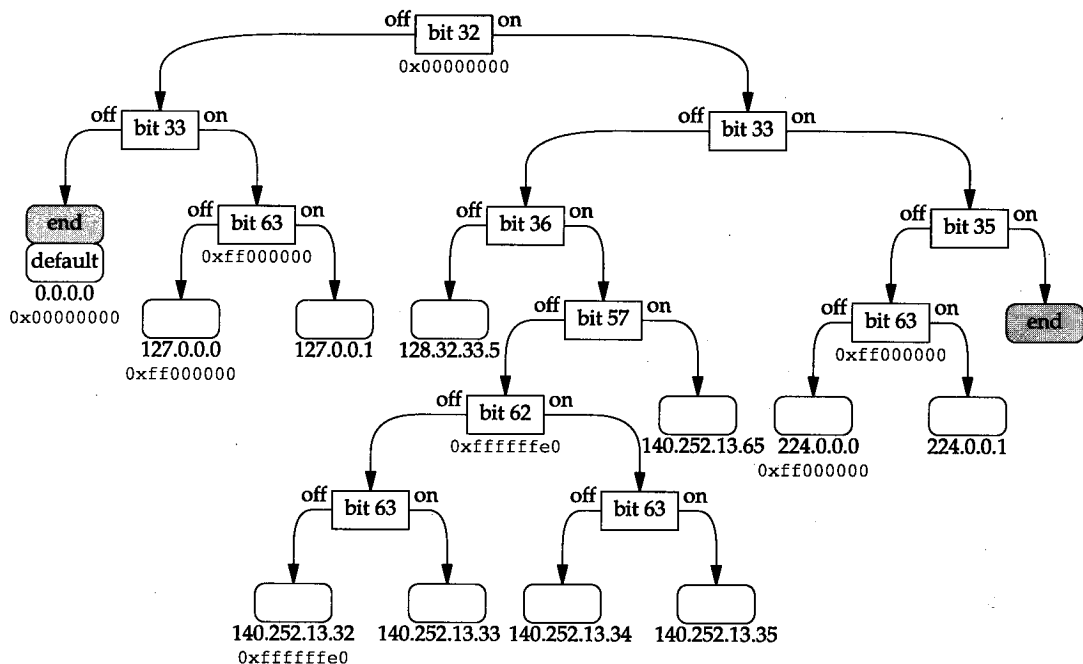 off bit 32 on
0x00000000
off bit 33 on
off bit 33 on
end
default
0.0.0.0
0x00000000
off bit 63 on
0xff000000
off bit 36 on
off bit 35 on
127.0.0.0
0xff000000
127.0.0.1
128.32.33.5
off bit 57 on
off bit 63 on
0xff000000
end
off bit 62 on
0xffffffe0
140.252.13.65
224.0.0.0
0xff000000
224.0.0.1
off bit 63 on
off bit 63 on
140.252.13.32
0xffffffe0
140.252.13.33
140.252.13.34
140.252.13.35